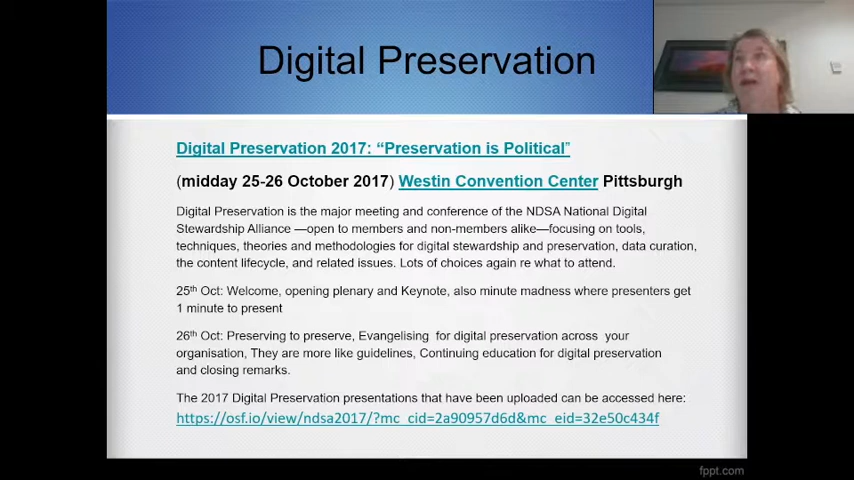 Digital Preservation
Digital Preservation 2017: “Preservation is Political”
(midday 25-26 October 2017) Westin Convention Center Pittsburgh
Digital Preservation is the major meeting and conference of the NDSA National Digital
Stewardship Alliance —open to members and non-members alike—focusing on tools,
techniques, theories and methodologies for digital stewardship and preservation, data curation,
the content lifecycle, and related issues. Lots of choices again re what to attend.
25th Oct: Welcome, opening plenary and Keynote, also minute madness where presenters get
1 minute to present
26th Oct: Preserving to preserve, Evangelising for digital preservation across your
organisation, They are more like guidelines, Continuing education for digital preservation
and closing remarks.
The 2017 Digital Preservation presentations that have been uploaded can be accessed here:
https://osf.io/view/ndsa2017/?mc_cid=2a90957d6d&mc_eid=32e50c434f
fppt.com